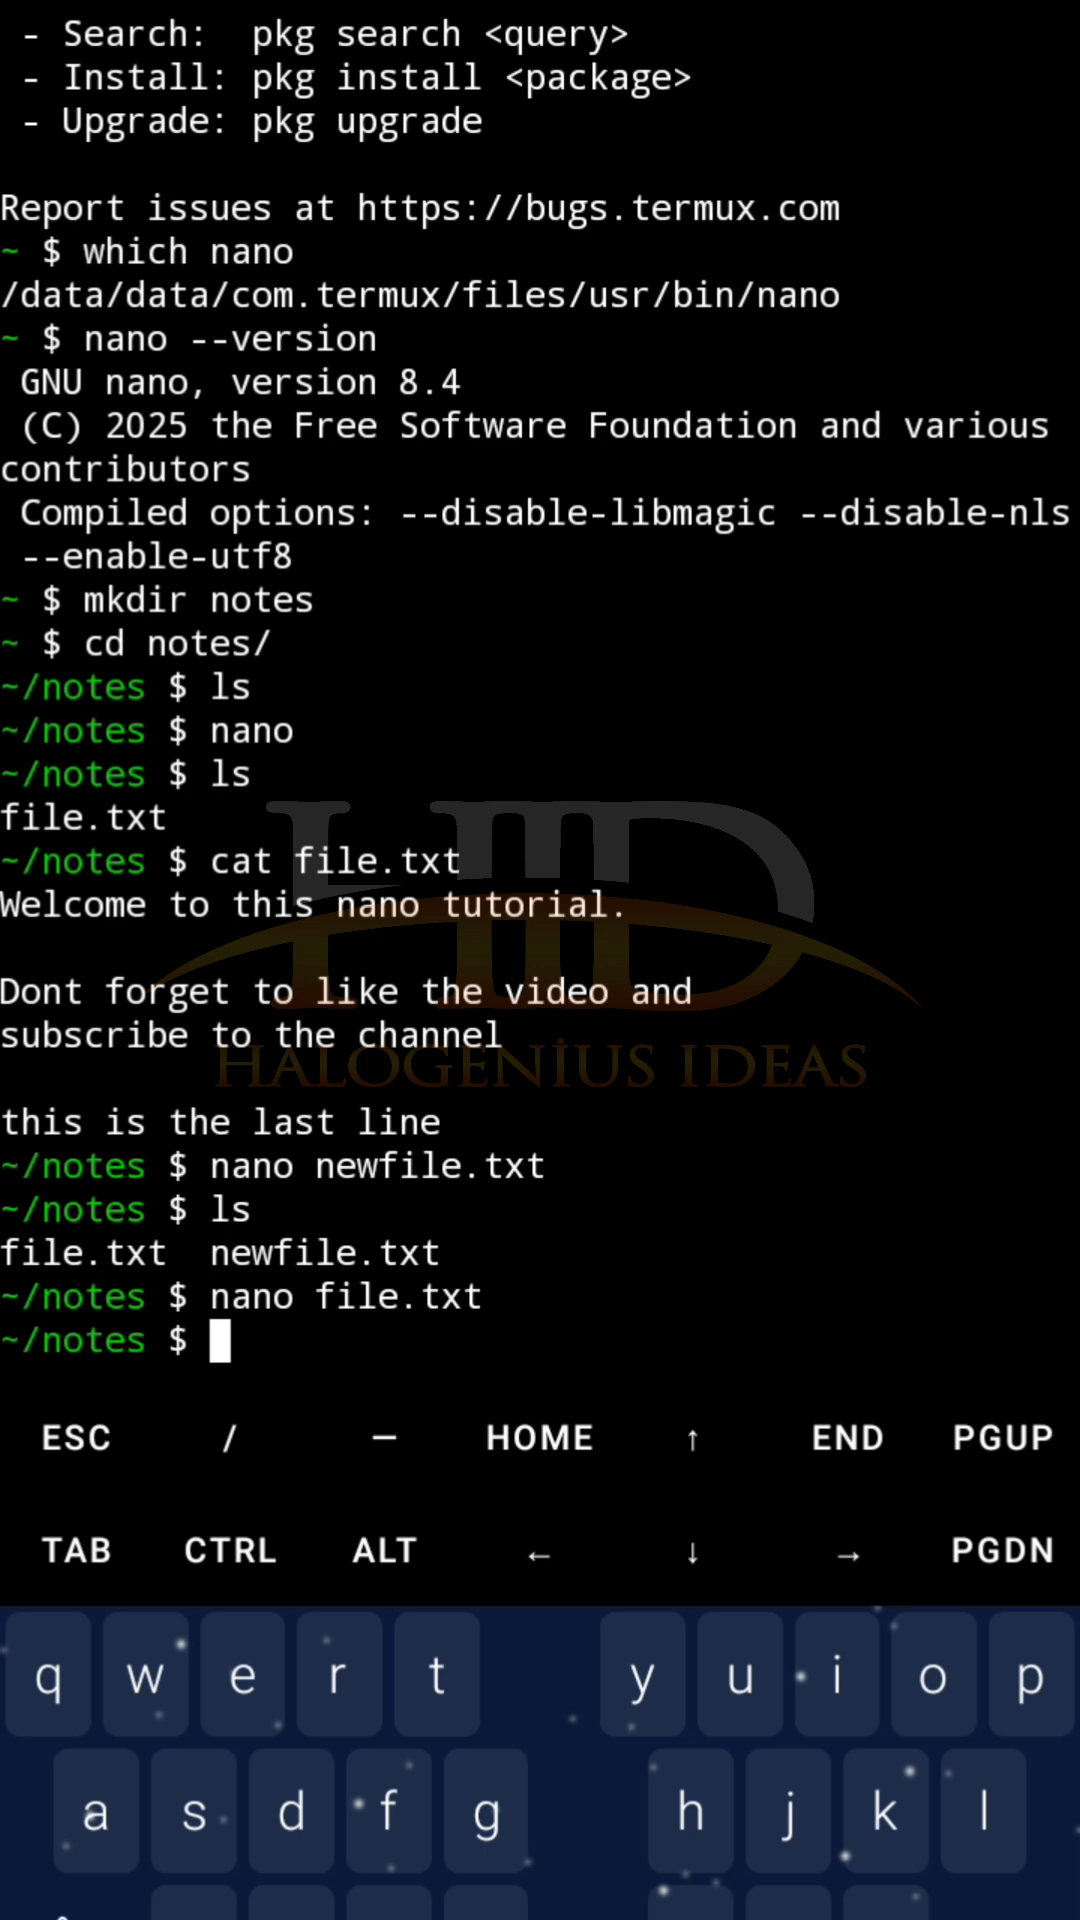 - Search:  pkg search <query>
- Install: pkg install <package>
- Upgrade: pkg upgrade
Report issues at https://bugs.termux.com
~ $ which nano
/data/data/com.termux/files/usr/bin/nano
~ $ nano --version
GNU nano, version 8.4
(C) 2025 the Free Software Foundation and various
contributors
Compiled options: --disable-libmagic --disable-nls
--enable-utf8
~ $ mkdir notes
~ $ cd notes/
~/notes $ ls
~/notes $ nano
~/notes $ ls
file.txt
~/notes $ cat file.txt
Welcome to this nano tutorial.
Dont forget to like the video and
subscribe to the channel
HALOGENİUS IDEAS
this is the last line
~/notes $ nano newfile.txt
~/notes $ ls
file.txt  newfile.txt
~/notes $ nano file.txt
~/notes $
ESC / — HOME ↑ END PGUP
TAB CTRL ALT ← ↓ → PGDN
q w e r t y u i o p
a s d f g h j k l